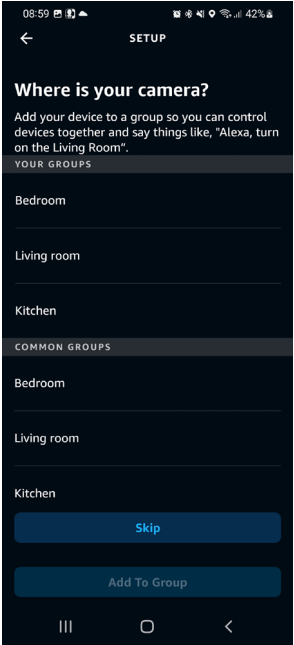 08:59 42%
SETUP
Where is your camera?
Add your device to a group so you can control
devices together and say things like, "Alexa, turn
on the Living Room“.
YOUR GROUPS
Bedroom
Living room
Kitchen
COMMON GROUPS
Bedroom
Living room
Kitchen
Skip
Add To Group